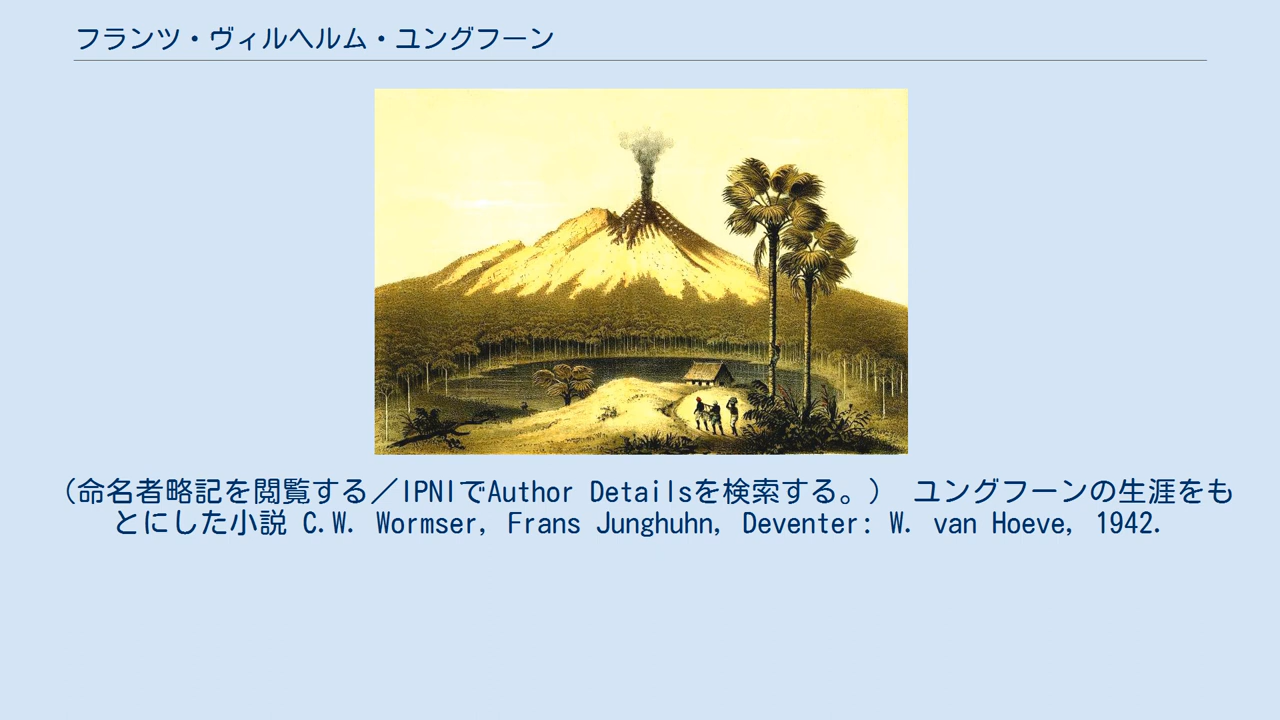 フランツ・ヴィルヘルム・ユングフーン
（命名者略記を閲覧する／IPNIでAuthor Detailsを検索する。） ユングフーンの生涯をも
とにした小説 C.W. Wormser, Frans Junghuhn, Deventer: W. van Hoeve, 1942.